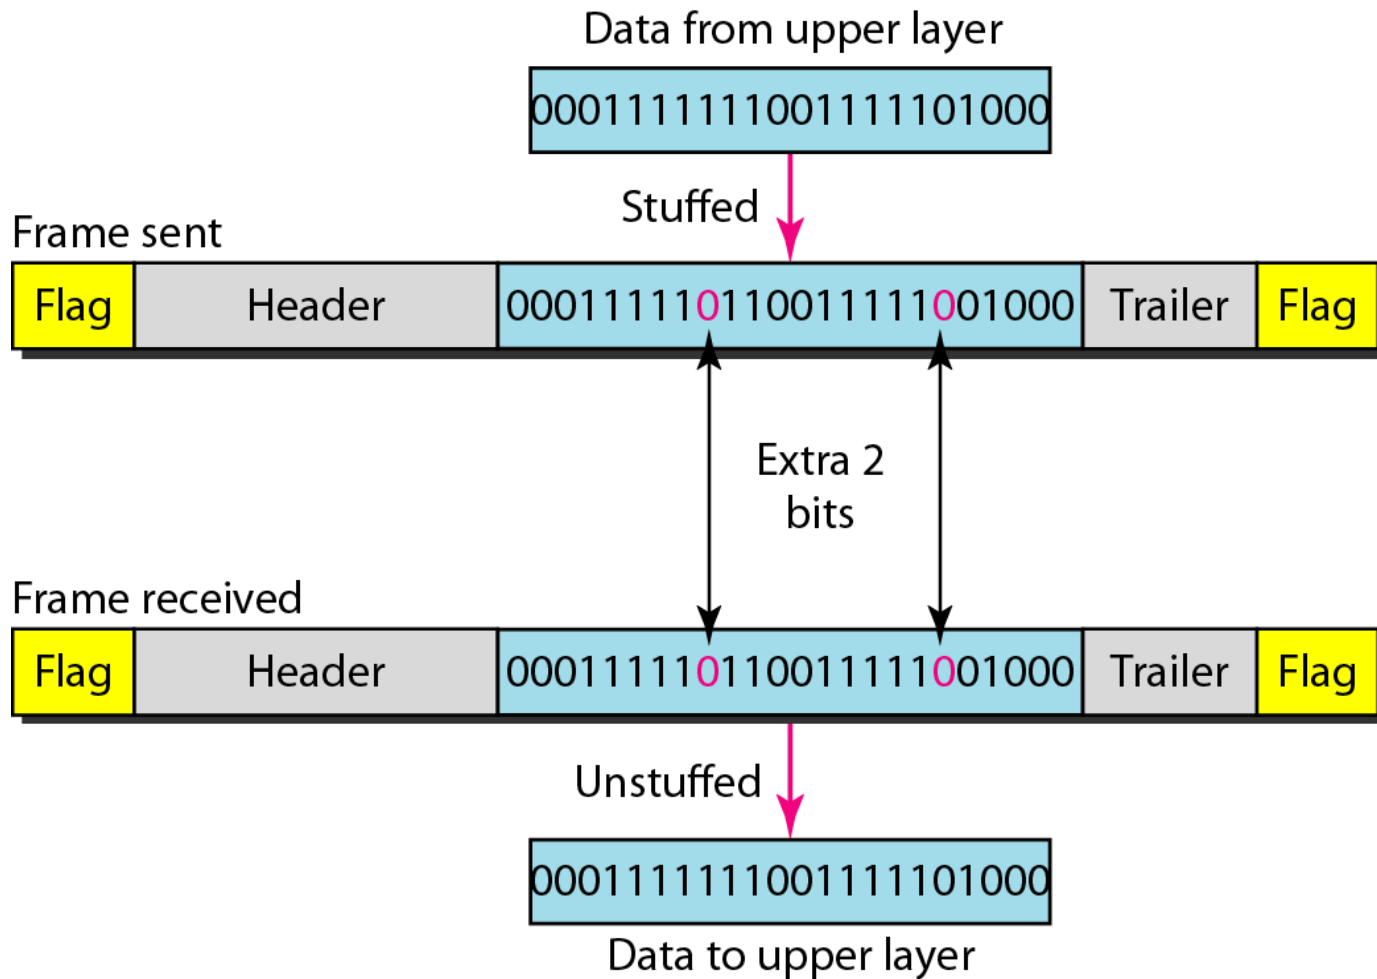 Data from upper layer
0001111111001111101000
Stuffed
Frame sent
Flag Header 000111110110011111001000 Trailer Flag
Extra 2
bits
Frame received
Flag Header 000111110110011111001000 Trailer Flag
Unstuffed
0001111111001111101000
Data to upper layer